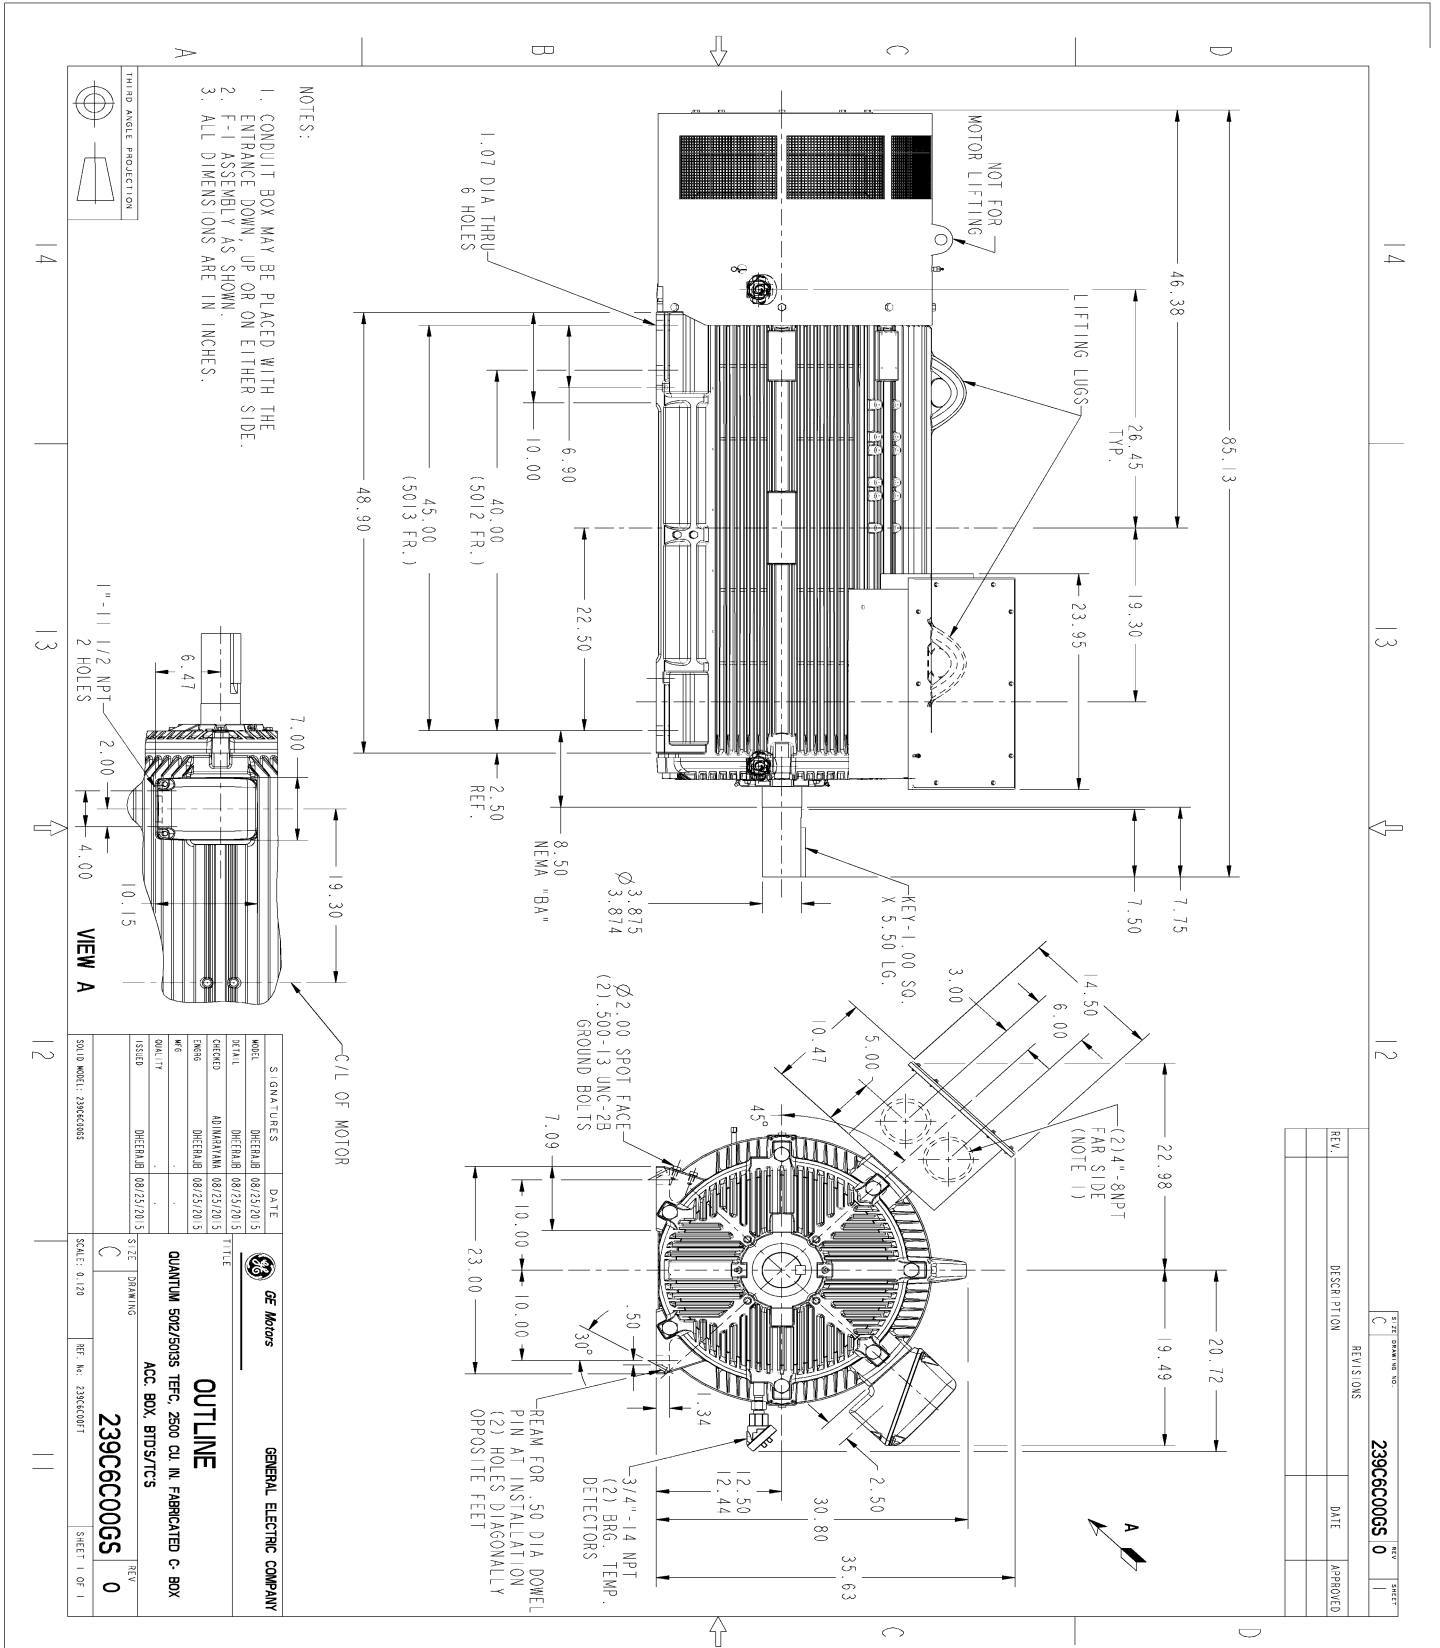 SIZE DRAWING NO. REV SHEET
C 239C6C00GS 0 1
REVISIONS
REV. DESCRIPTION DATE APPROVED
14
13
12
11
D
C
B
A
85.13
46.38
7.75
7.50
26.45
TYP.
19.30
23.95
NOT FOR
MOTOR LIFTING
LIFTING LUGS
1.07 DIA THRU
6 HOLES
6.90
10.00
40.00
(5012 FR.)
45.00
(5013 FR.)
48.90
22.50
2.50
REF.
8.50
NEMA "BA"
Ø 3.875
3.874
KEY-1.00 SQ.
X 5.50 LG.
NOTES:
1. CONDUIT BOX MAY BE PLACED WITH THE
ENTRANCE DOWN, UP OR ON EITHER SIDE.
2. F-1 ASSEMBLY AS SHOWN.
3. ALL DIMENSIONS ARE IN INCHES.
THIRD ANGLE PROJECTION
14.50
6.00
3.00
10.47
5.00
45°
22.98
20.72
19.49
(2)4"-8NPT
FAR SIDE
(NOTE 1)
A
Ø2.00 SPOT FACE
(2).500-13 UNC-2B
GROUND BOLTS
7.09
10.00
10.00
23.00
.50
30°
1.34
REAM FOR .50 DIA DOWEL
PIN AT INSTALLATION
(2) HOLES DIAGONALLY
OPPOSITE FEET
3/4"-14 NPT
(2) BRG. TEMP.
DETECTORS
2.50
12.50
12.44
30.80
35.63
1"-11 1/2 NPT
2 HOLES
6.47
7.00
2.00
4.00
10.15
19.30
C/L OF MOTOR
VIEW A
SIGNATURES DATE
MODEL DHEERAJB 08/25/2015
DETAIL DHEERAJB 08/25/2015
CHECKED ADINARAYANA 08/25/2015
ENGRG DHEERAJB 08/25/2015
MFG . .
QUALITY . .
ISSUED DHEERAJB 08/25/2015
SOLID MODEL: 239C6C00GS
GE Motors GENERAL ELECTRIC COMPANY
TITLE
OUTLINE
QUANTUM 5012/5013S TEFC, 2500 CU. IN. FABRICATED C- BOX
ACC. BOX, BTD'S/TC'S
SIZE DRAWING REV
C 239C6C00GS 0
SCALE: 0.120 REF. No: 239C6C00FT SHEET 1 OF 1